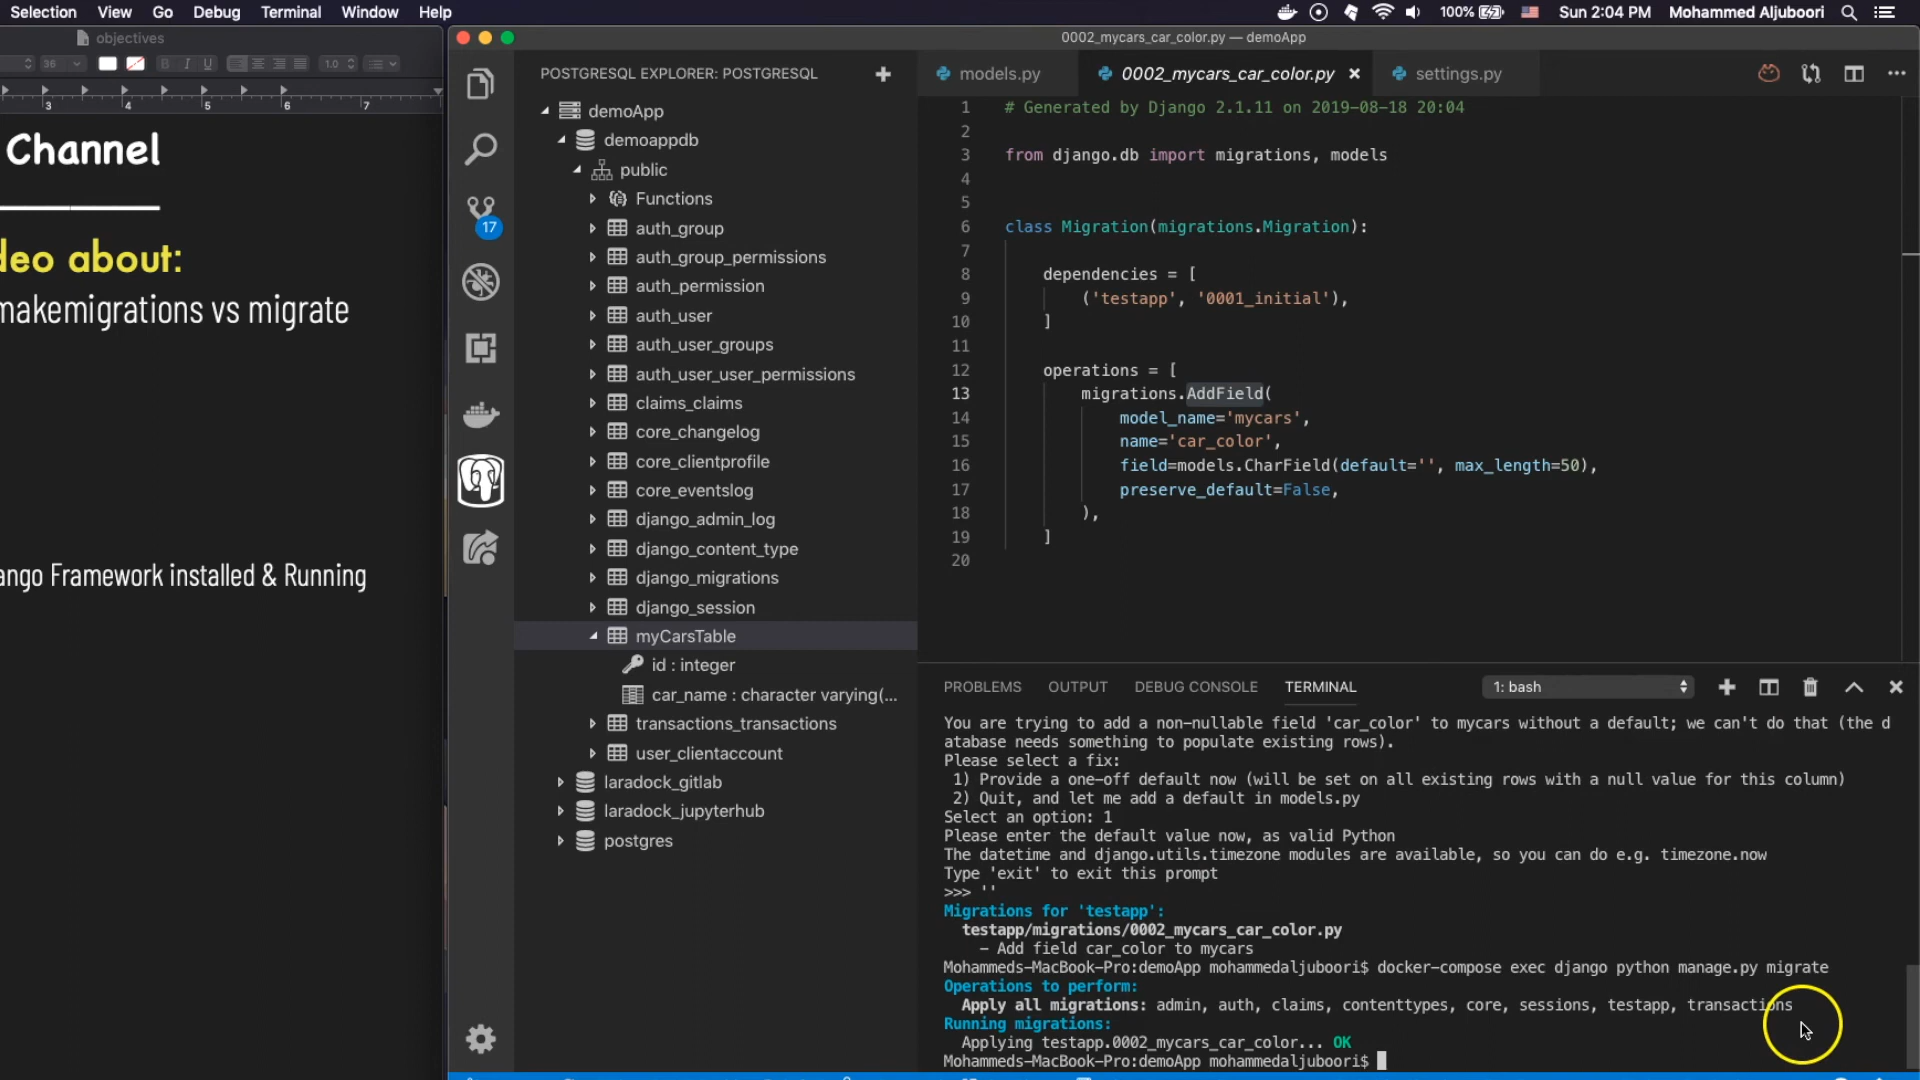 Selection View Go Debug Terminal Window Help
100% Sun 2:04 PM Mohammed Aljuboori
objectives
36 B I U 1.0
3 4 5 6 7
Channel
deo about:
makemigrations vs migrate
ango Framework installed & Running
0002_mycars_car_color.py — demoApp
17
POSTGRESQL EXPLORER: POSTGRESQL
demoApp
demoappdb
public
Functions
auth_group
auth_group_permissions
auth_permission
auth_user
auth_user_groups
auth_user_user_permissions
claims_claims
core_changelog
core_clientprofile
core_eventslog
django_admin_log
django_content_type
django_migrations
django_session
myCarsTable
id : integer
car_name : character varying(...
transactions_transactions
user_clientaccount
laradock_gitlab
laradock_jupyterhub
postgres
models.py 0002_mycars_car_color.py settings.py
1 # Generated by Django 2.1.11 on 2019-08-18 20:04
2
3 from django.db import migrations, models
4
5
6 class Migration(migrations.Migration):
7
8 dependencies = [
9 ('testapp', '0001_initial'),
10 ]
11
12 operations = [
13 migrations.AddField(
14 model_name='mycars',
15 name='car_color',
16 field=models.CharField(default='', max_length=50),
17 preserve_default=False,
18 ),
19 ]
20
PROBLEMS OUTPUT DEBUG CONSOLE TERMINAL 1: bash
You are trying to add a non-nullable field 'car_color' to mycars without a default; we can't do that (the d
atabase needs something to populate existing rows).
Please select a fix:
1) Provide a one-off default now (will be set on all existing rows with a null value for this column)
2) Quit, and let me add a default in models.py
Select an option: 1
Please enter the default value now, as valid Python
The datetime and django.utils.timezone modules are available, so you can do e.g. timezone.now
Type 'exit' to exit this prompt
>>> ''
Migrations for 'testapp':
testapp/migrations/0002_mycars_car_color.py
- Add field car_color to mycars
Mohammeds-MacBook-Pro:demoApp mohammedaljuboori$ docker-compose exec django python manage.py migrate
Operations to perform:
Apply all migrations: admin, auth, claims, contenttypes, core, sessions, testapp, transactions
Running migrations:
Applying testapp.0002_mycars_car_color... OK
Mohammeds-MacBook-Pro:demoApp mohammedaljuboori$